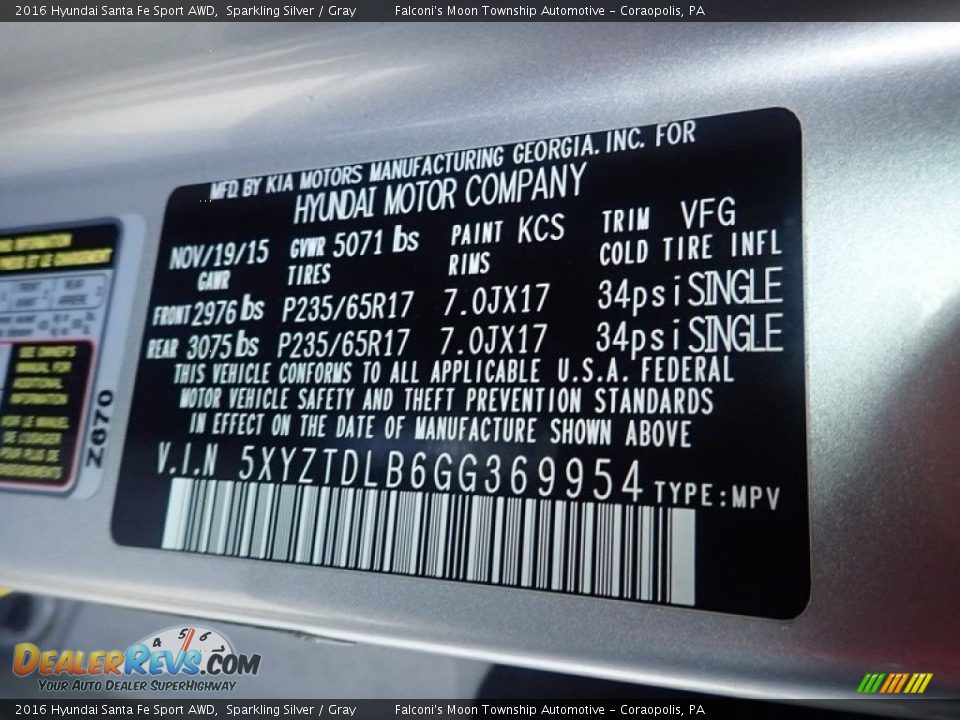 2016 Hyundai Santa Fe Sport AWD, Sparkling Silver / Gray Falconi's Moon Township Automotive - Coraopolis, PA
MFD. BY KIA MOTORS MANUFACTURING GEORGIA. INC. FOR
HYUNDAI MOTOR COMPANY
NOV/19/15 GVWR 5071 lbs PAINT KCS TRIM VFG
GAWR TIRES RIMS COLD TIRE INFL
FRONT 2976 lbs P235/65R17 7.0JX17 34psi SINGLE
REAR 3075 lbs P235/65R17 7.0JX17 34psi SINGLE
THIS VEHICLE CONFORMS TO ALL APPLICABLE U.S.A. FEDERAL
MOTOR VEHICLE SAFETY AND THEFT PREVENTION STANDARDS
IN EFFECT ON THE DATE OF MANUFACTURE SHOWN ABOVE
V.I.N 5XYZTDLB6GG369954 TYPE:MPV
Z670
4 5 6
DEALERREVS.COM
YOUR AUTO DEALER SUPERHIGHWAY
2016 Hyundai Santa Fe Sport AWD, Sparkling Silver / Gray Falconi's Moon Township Automotive - Coraopolis, PA